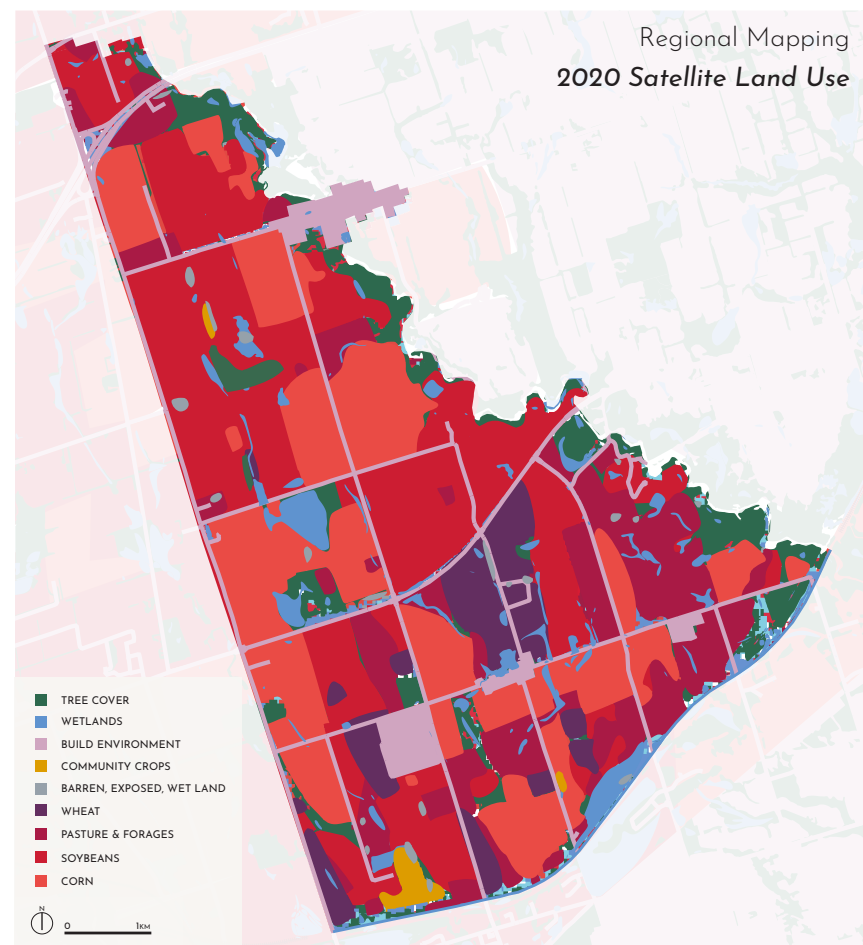 Regional Mapping
2020 Satellite Land Use
TREE COVER
WETLANDS
BUILD ENVIRONMENT
COMMUNITY CROPS
BARREN, EXPOSED, WET LAND
WHEAT
PASTURE & FORAGES
SOYBEANS
CORN
N
0 1KM